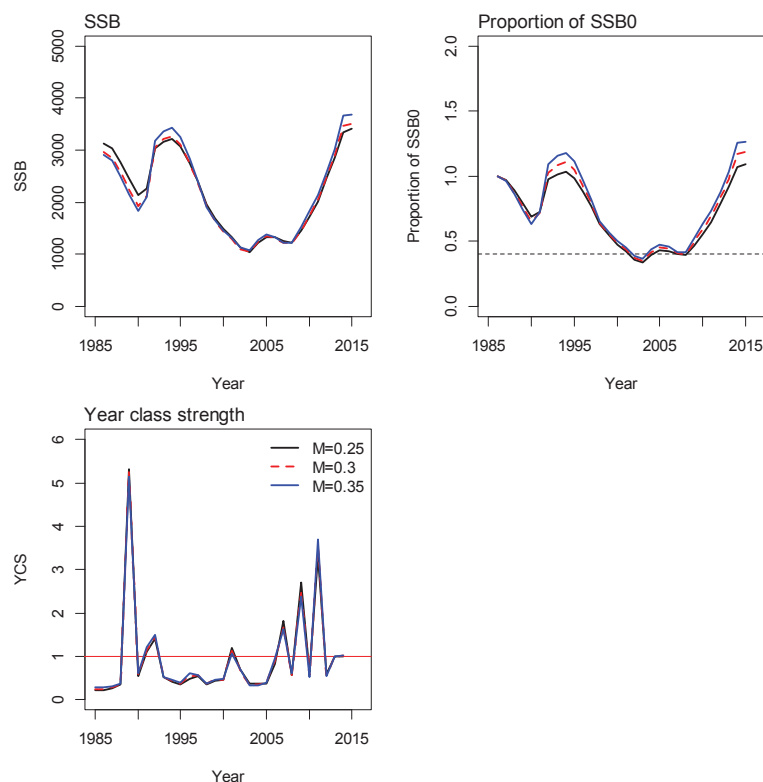 SSB
5000
4000
3000
2000
1000
0
SSB
1985
1995
2005
2015
Year
Proportion of SSB0
2.0
1.5
1.0
0.5
0.0
Proportion of SSB0
1985
1995
2005
2015
Year
Year class strength
6
5
4
3
2
1
0
YCS
M=0.25
M=0.3
M=0.35
1985
1995
2005
2015
Year